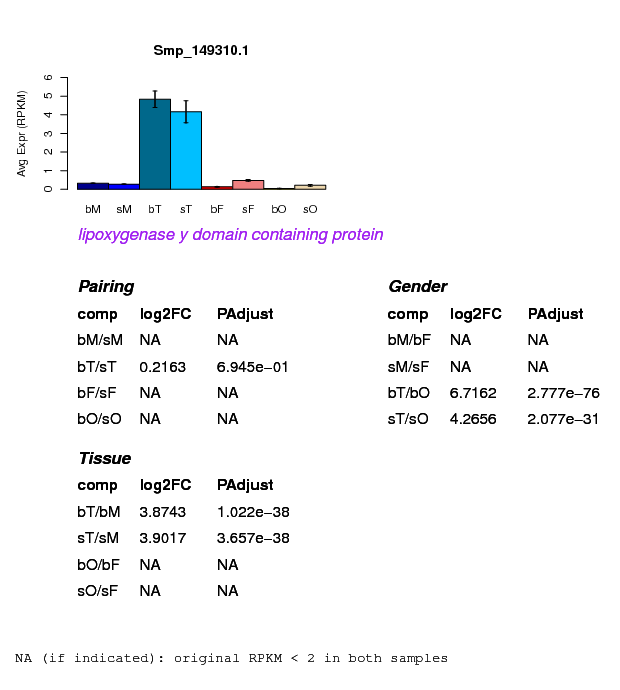 Smp_149310.1
Avg Expr (RPKM)
6
5
4
3
2
1
0
bM sM bT sT bF sF bO sO
lipoxygenase y domain containing protein
Pairing
comp log2FC PAdjust
bM/sM NA NA
bT/sT 0.2163 6.945e−01
bF/sF NA NA
bO/sO NA NA
Gender
comp log2FC PAdjust
bM/bF NA NA
sM/sF NA NA
bT/bO 6.7162 2.777e−76
sT/sO 4.2656 2.077e−31
Tissue
comp log2FC PAdjust
bT/bM 3.8743 1.022e−38
sT/sM 3.9017 3.657e−38
bO/bF NA NA
sO/sF NA NA
NA (if indicated): original RPKM < 2 in both samples